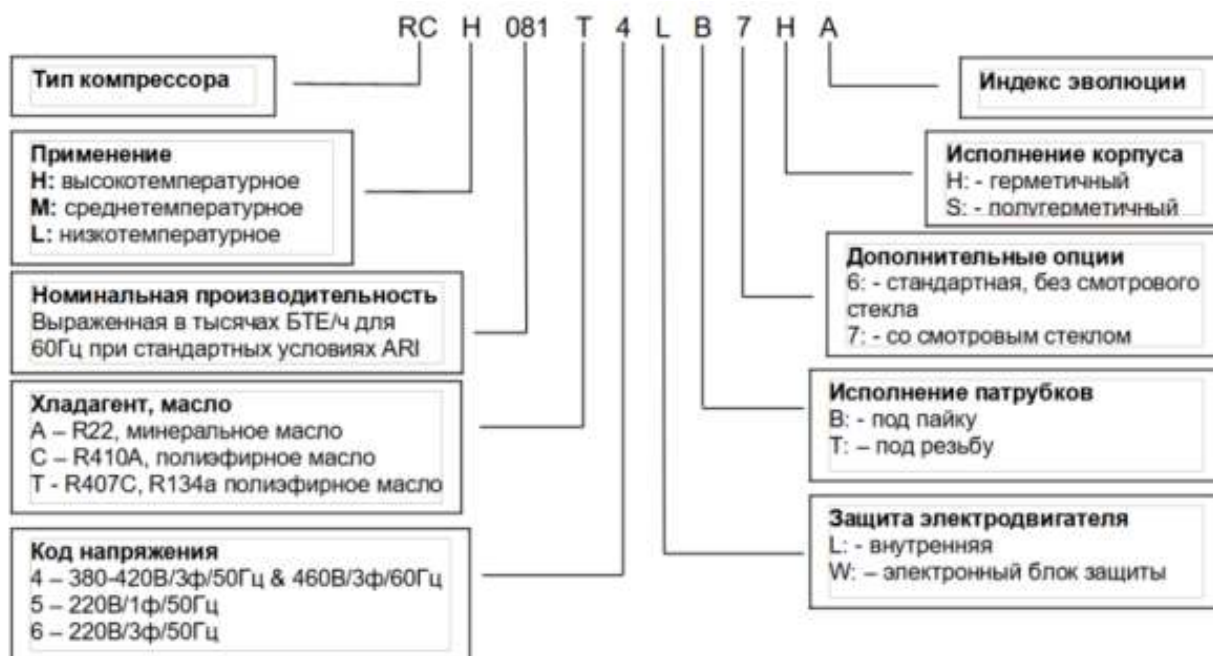 RC H 081 T 4 L B 7 H A
Тип компрессора
Применение
H: высокотемпературное
M: среднетемпературное
L: низкотемпературное
Номинальная производительность
Выраженная в тысячах БТЕ/ч для
60Гц при стандартных условиях ARI
Хладагент, масло
A – R22, минеральное масло
C – R410A, полиэфирное масло
T - R407C, R134a полиэфирное масло
Код напряжения
4 – 380-420В/3ф/50Гц & 460В/3ф/60Гц
5 – 220В/1ф/50Гц
6 – 220В/3ф/50Гц
Индекс эволюции
Исполнение корпуса
H: - герметичный
S: - полугерметичный
Дополнительные опции
6: - стандартная, без смотрового
стекла
7: - со смотровым стеклом
Исполнение патрубков
B: - под пайку
T: – под резьбу
Защита электродвигателя
L: - внутренняя
W: – электронный блок защиты